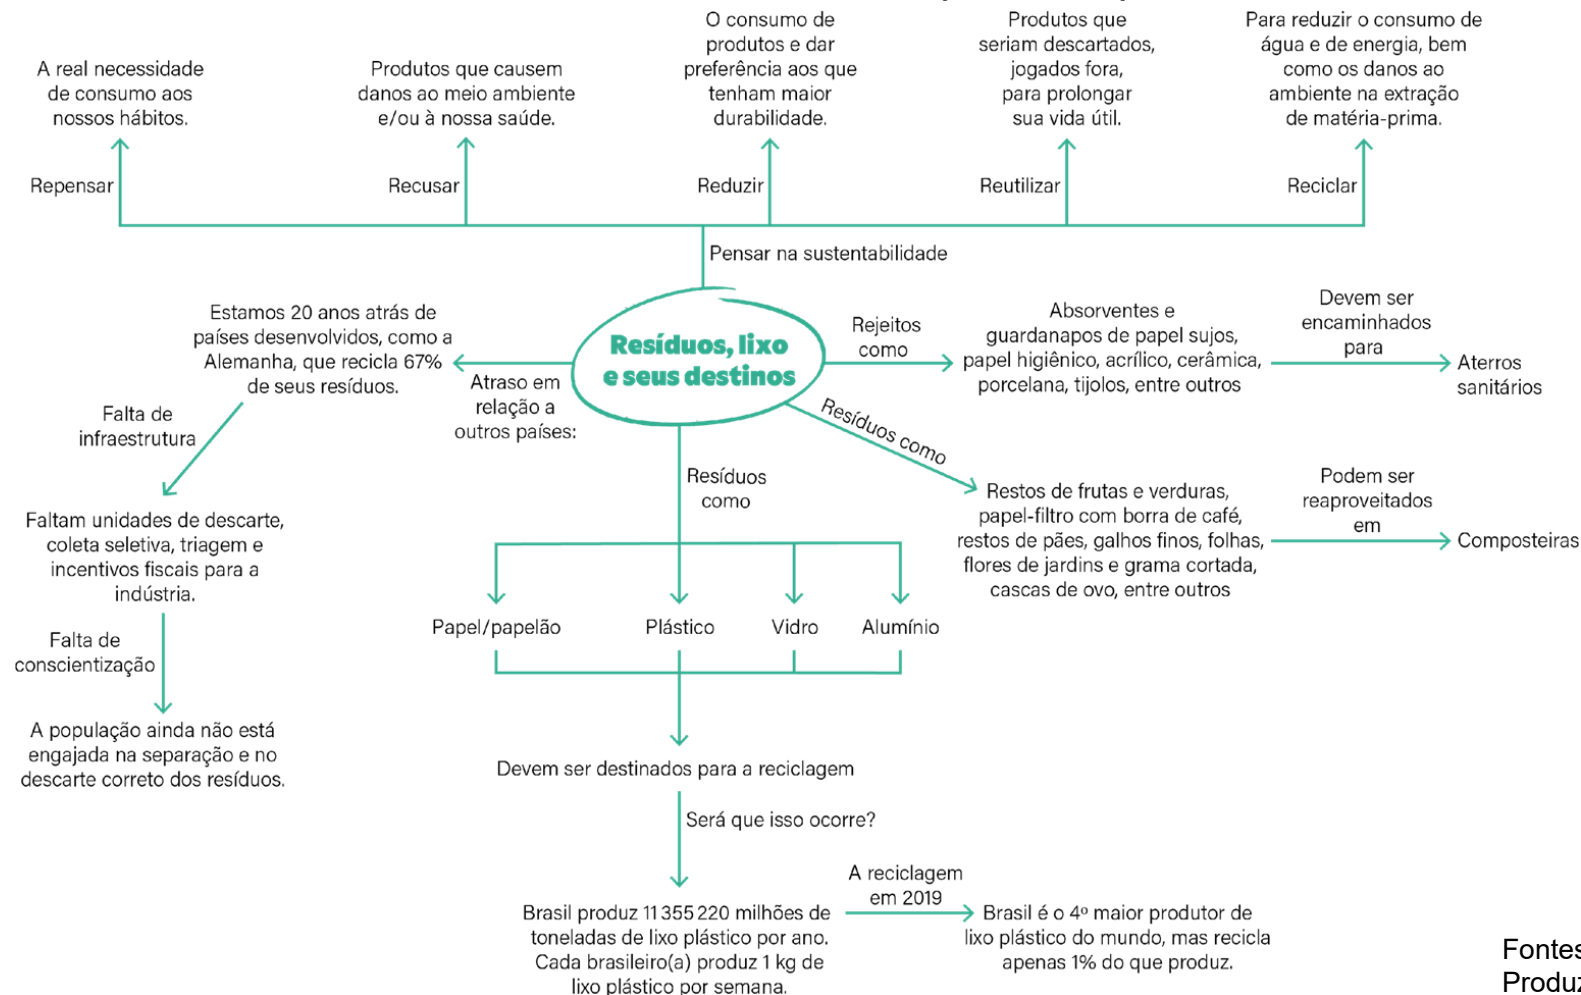 A real necessidade
de consumo aos
nossos hábitos.
Produtos que causem
danos ao meio ambiente
e/ou à nossa saúde.
O consumo de
produtos e dar
preferência aos que
tenham maior
durabilidade.
Produtos que
seriam descartados,
jogados fora,
para prolongar
sua vida útil.
Para reduzir o consumo de
água e de energia, bem
como os danos ao
ambiente na extração
de matéria-prima.
Repensar
Recusar
Reduzir
Reutilizar
Reciclar
Pensar na sustentabilidade
Resíduos, lixo
e seus destinos
Estamos 20 anos atrás de
países desenvolvidos, como a
Alemanha, que recicla 67%
de seus resíduos.
Atraso em
relação a
outros países:
Falta de
infraestrutura
Faltam unidades de descarte,
coleta seletiva, triagem e
incentivos fiscais para a
indústria.
Falta de
conscientização
A população ainda não está
engajada na separação e no
descarte correto dos resíduos.
Rejeitos
como
Absorventes e
guardanapos de papel sujos,
papel higiênico, acrílico, cerâmica,
porcelana, tijolos, entre outros
Devem ser
encaminhados
para
Aterros
sanitários
Resíduos como
Restos de frutas e verduras,
papel-filtro com borra de café,
restos de pães, galhos finos, folhas,
flores de jardins e grama cortada,
cascas de ovo, entre outros
Podem ser
reaproveitados
em
Composteiras
Resíduos
como
Papel/papelão
Plástico
Vidro
Alumínio
Devem ser destinados para a reciclagem
Será que isso ocorre?
Brasil produz 11 355 220 milhões de
toneladas de lixo plástico por ano.
Cada brasileiro(a) produz 1 kg de
lixo plástico por semana.
A reciclagem
em 2019
Brasil é o 4º maior produtor de
lixo plástico do mundo, mas recicla
apenas 1% do que produz.